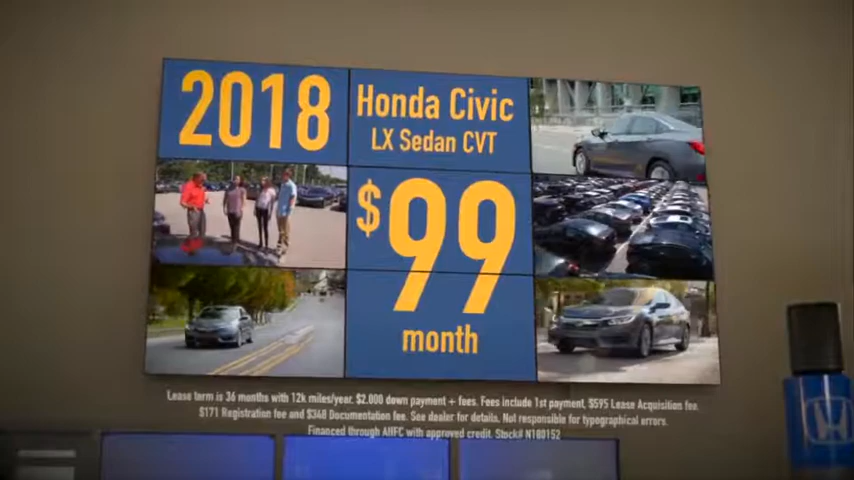 2018
Honda Civic
LX Sedan CVT
$99
month
Lease term is 36 months with 12k miles/year. $2,000 down payment + fees. Fees include 1st payment, $595 Lease Acquisition fee,
$171 Registration fee and $348 Documentation fee. See dealer for details. Not responsible for typographical errors.
Financed through AHFC with approved credit. Stock# N180152